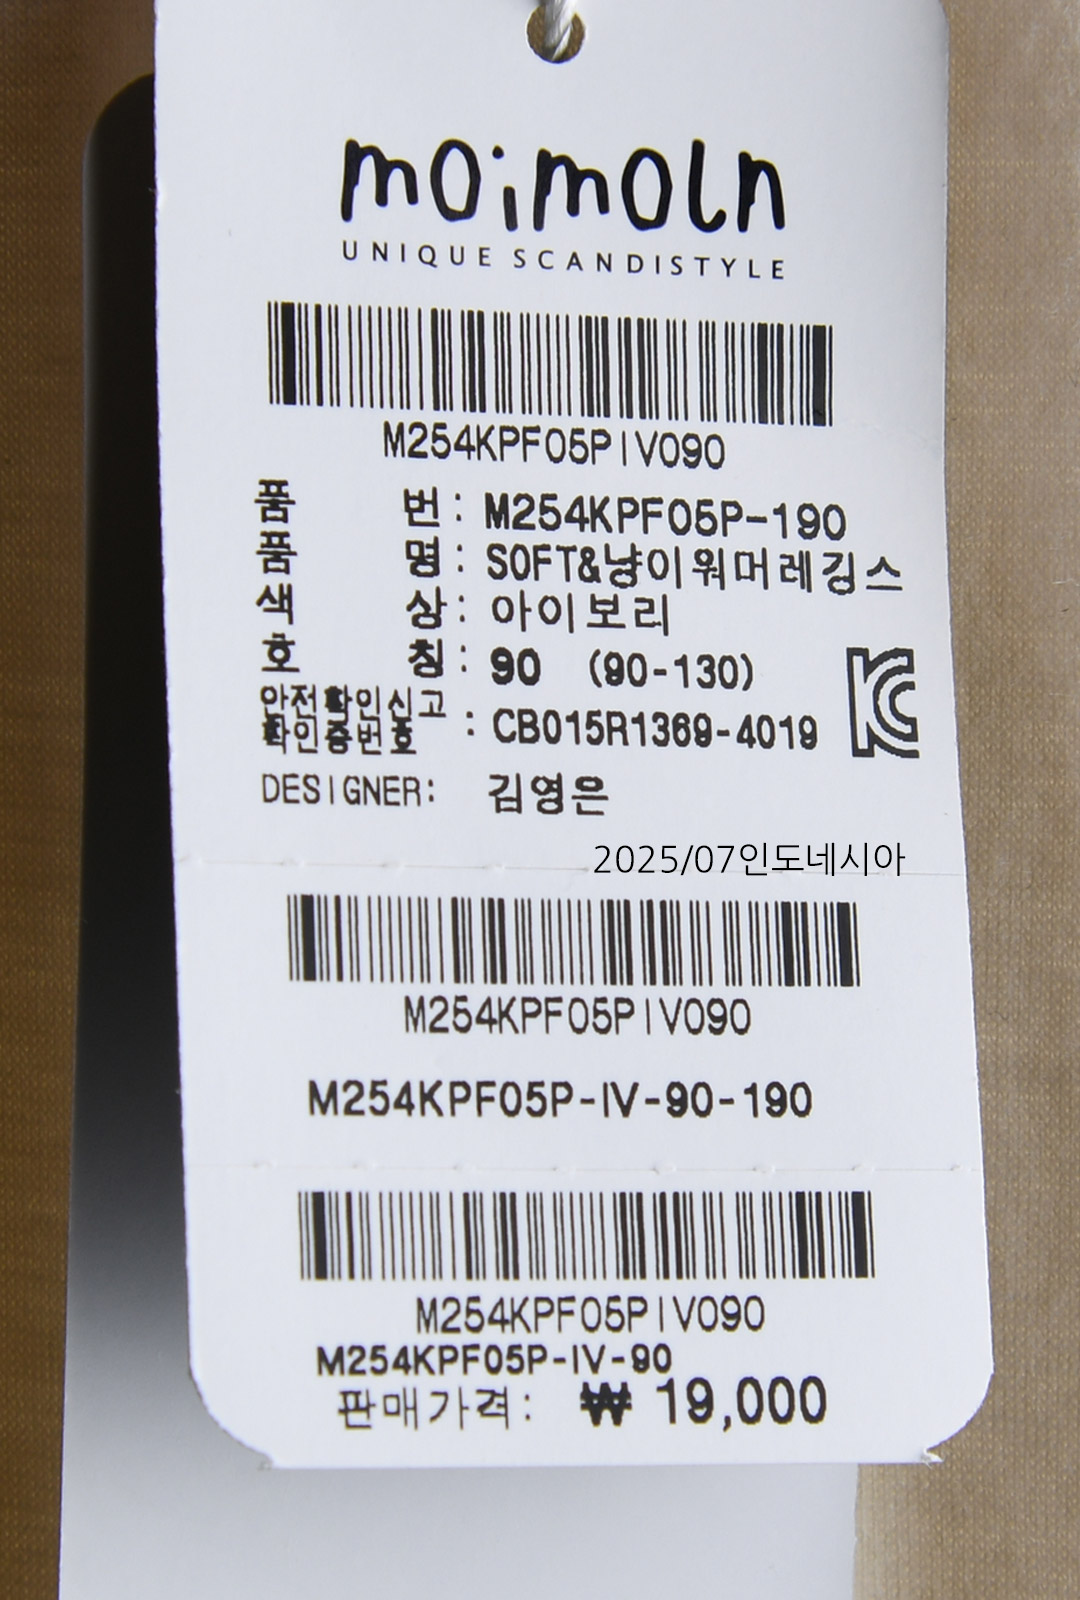 moimoln
UNIQUE SCANDISTYLE
M254KPF05PIV090
품 번 : M254KPF05P-190
품 명 : SOFT&냥이워머레깅스
색 상 : 아이보리
호 칭 : 90 (90-130)
안전확인신고
확인증번호 : CB015R1369-4019
DESIGNER: 김영은
2025/07인도네시아
M254KPF05PIV090
M254KPF05P-IV-90-190
M254KPF05PIV090
M254KPF05P-IV-90
판매가격: ₩ 19,000